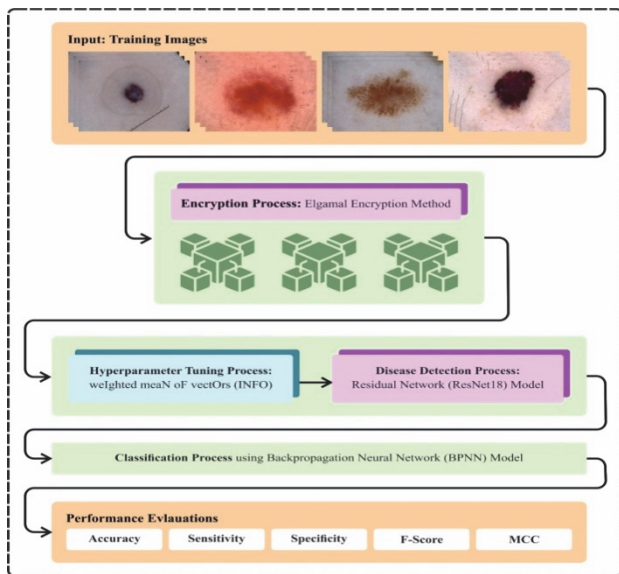 Input: Training Images
Encryption Process: Elgamal Encryption Method
Hyperparameter Tuning Process:
weIghted meaN oF vectOrs (INFO)
Disease Detection Process:
Residual Network (ResNet18) Model
Classification Process using Backpropagation Neural Network (BPNN) Model
Performance Evlauations
Accuracy
Sensitivity
Specificity
F-Score
MCC